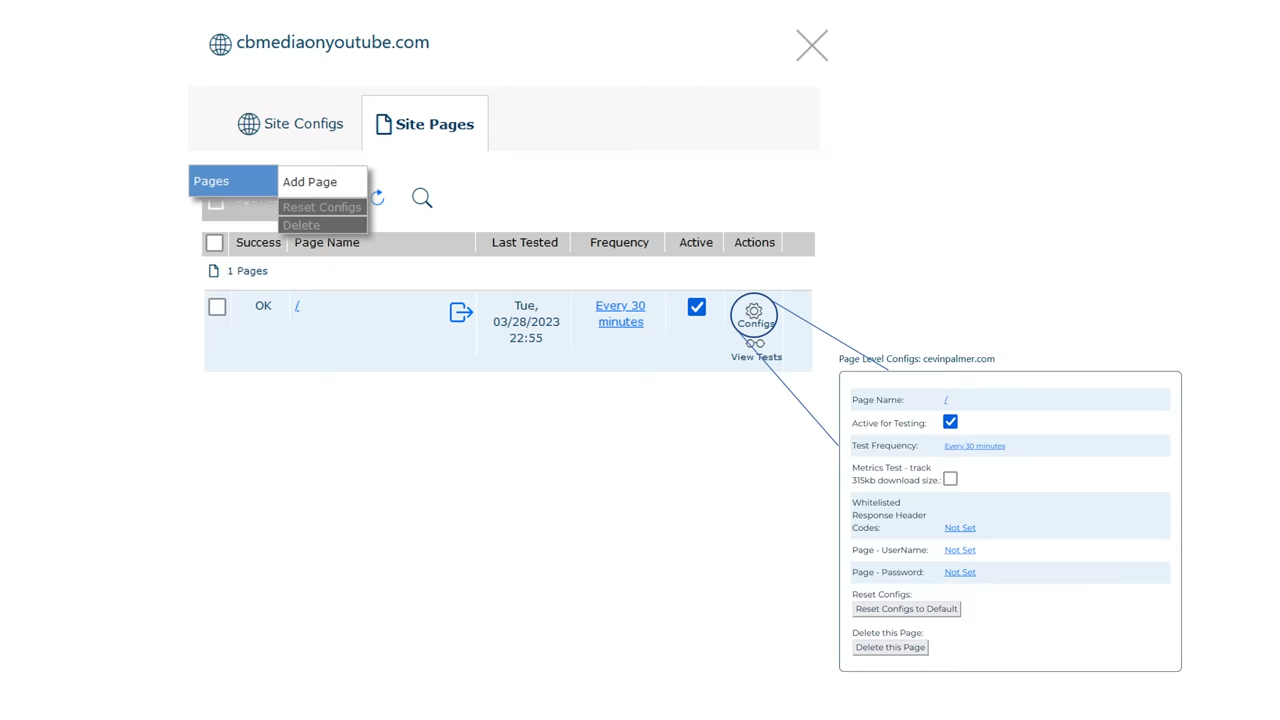 cbmediaonyoutube.com
Site Configs
Site Pages
Pages
Add Page
Reset Configs
Delete
Success
Page Name
Last Tested
Frequency
Active
Actions
1 Pages
OK
/
Tue,
03/28/2023
22:55
Every 30
minutes
Configs
View Tests
Page Level Configs: cevinpalmer.com
Page Name: /
Active for Testing:
Test Frequency: Every 30 minutes
Metrics Test - track
315kb download size.:
Whitelisted
Response Header
Codes: Not Set
Page - UserName: Not Set
Page - Password: Not Set
Reset Configs:
Reset Configs to Default
Delete this Page:
Delete this Page